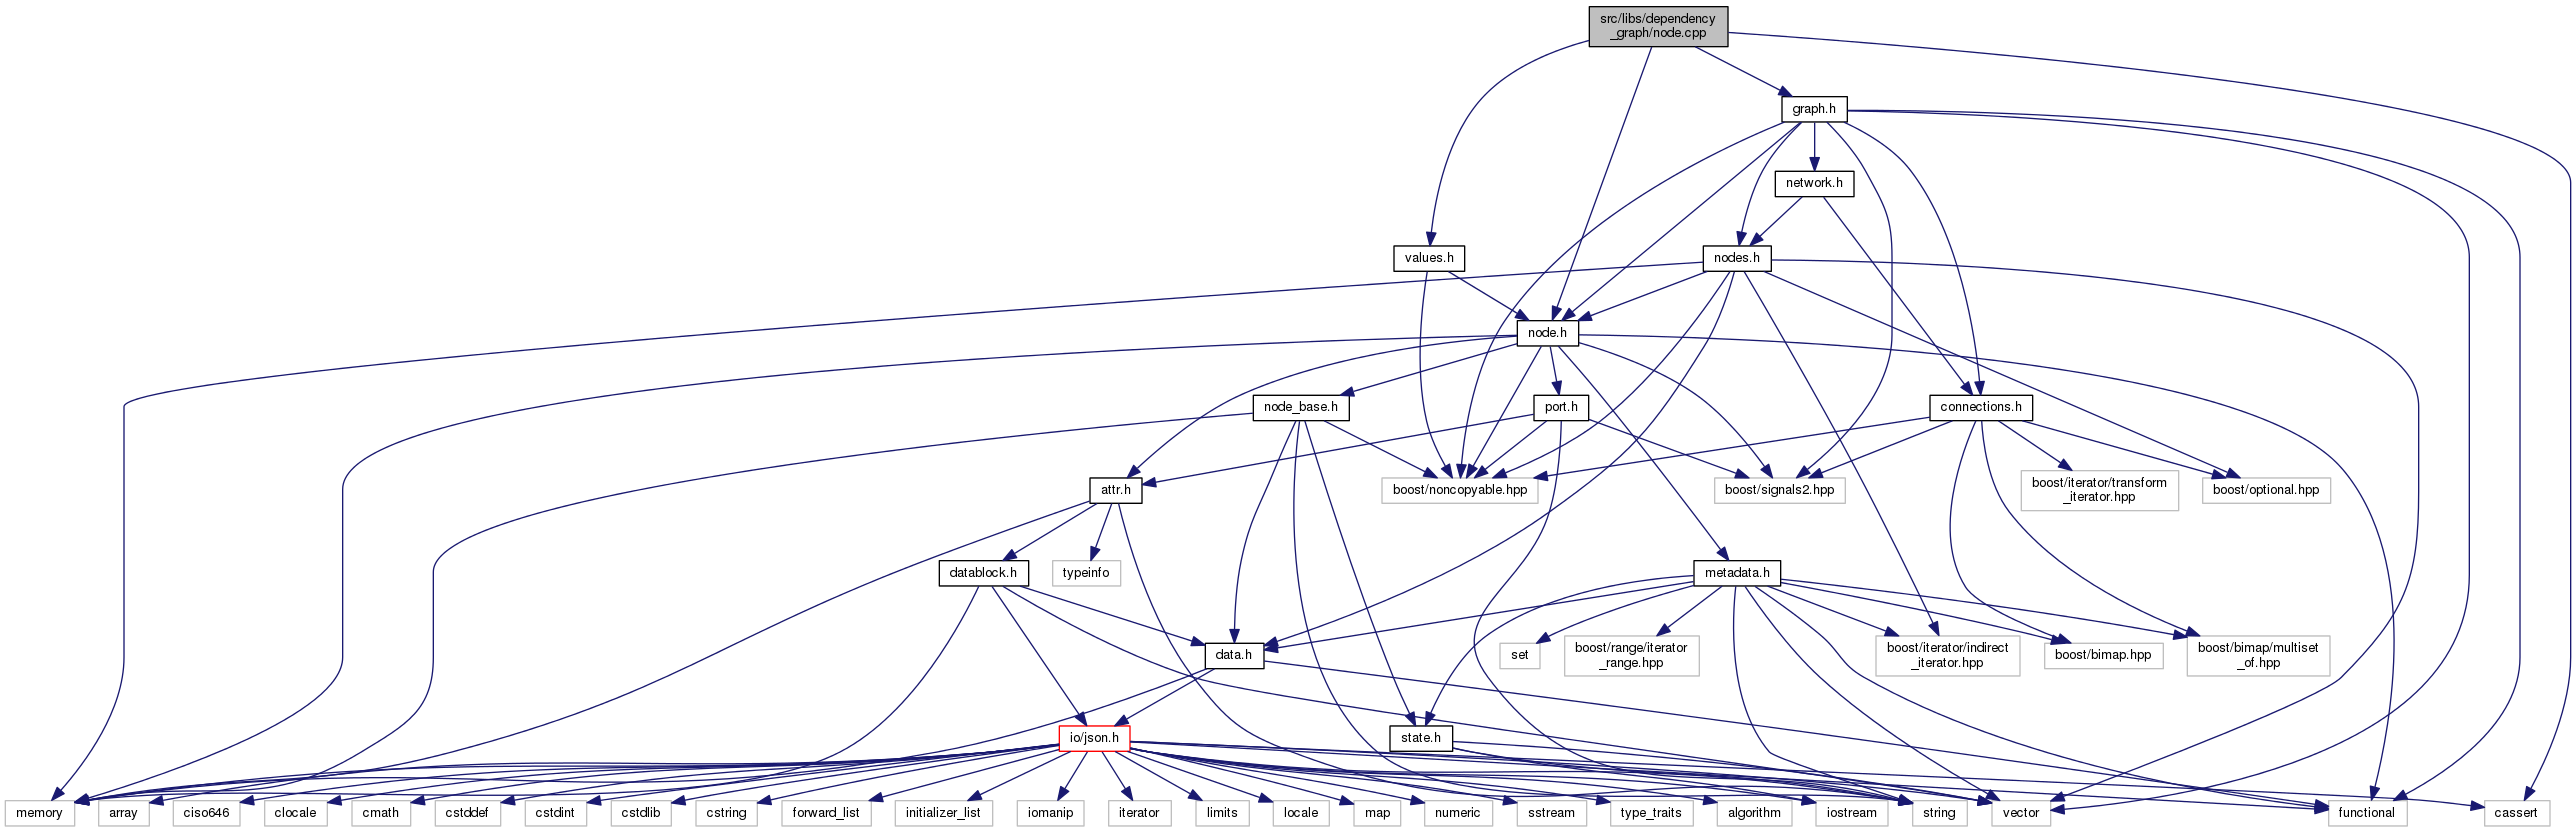 src/libs/dependency
_graph/node.cpp
graph.h
network.h
values.h
nodes.h
node.h
node_base.h
port.h
connections.h
attr.h
boost/noncopyable.hpp
boost/signals2.hpp
boost/iterator/transform
_iterator.hpp
boost/optional.hpp
datablock.h
typeinfo
metadata.h
data.h
set
boost/range/iterator
_range.hpp
boost/iterator/indirect
_iterator.hpp
boost/bimap.hpp
boost/bimap/multiset
_of.hpp
io/json.h
state.h
memory
array
ciso646
clocale
cmath
cstddef
cstdint
cstdlib
cstring
forward_list
initializer_list
iomanip
iterator
limits
locale
map
numeric
sstream
type_traits
algorithm
iostream
string
vector
functional
cassert